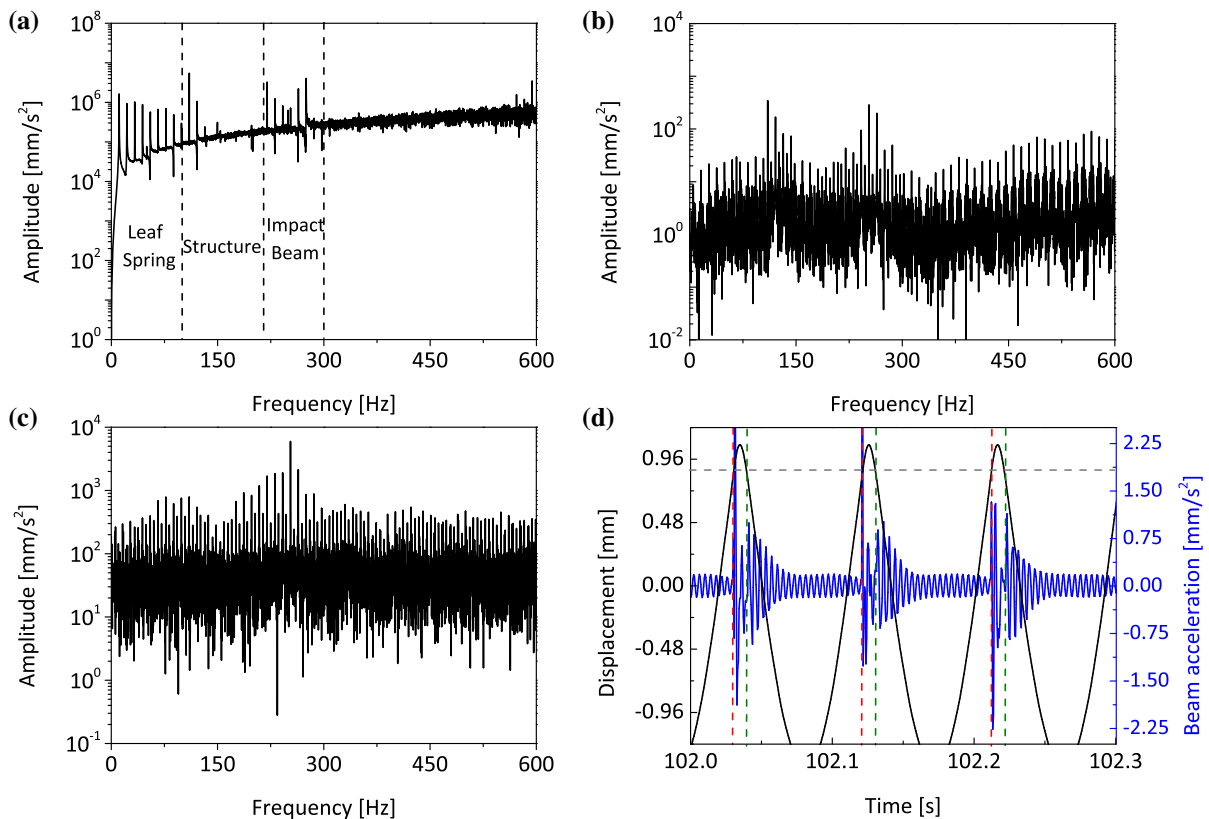 (a)
10^8
10^6
10^4
10^2
10^0
Amplitude [mm/s^2]
Leaf Spring
Structure
Impact Beam
0 150 300 450 600
Frequency [Hz]
(b)
10^4
10^2
10^0
10^-2
Amplitude [mm/s^2]
0 150 300 450 600
Frequency [Hz]
(c)
10^4
10^3
10^2
10^1
10^0
10^-1
Amplitude [mm/s^2]
0 150 300 450 600
Frequency [Hz]
(d)
0.96
0.48
0.00
-0.48
-0.96
Displacement [mm]
2.25
1.50
0.75
0.00
-0.75
-1.50
-2.25
Beam acceleration [mm/s^2]
102.0 102.1 102.2 102.3
Time [s]